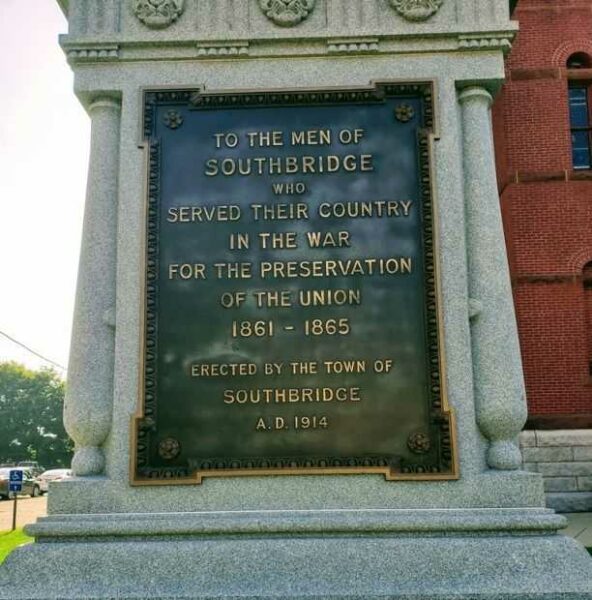 TO THE MEN OF
SOUTHBRIDGE
WHO
SERVED THEIR COUNTRY
IN THE WAR
FOR THE PRESERVATION
OF THE UNION
1861 - 1865
ERECTED BY THE TOWN OF
SOUTHBRIDGE
A.D. 1914